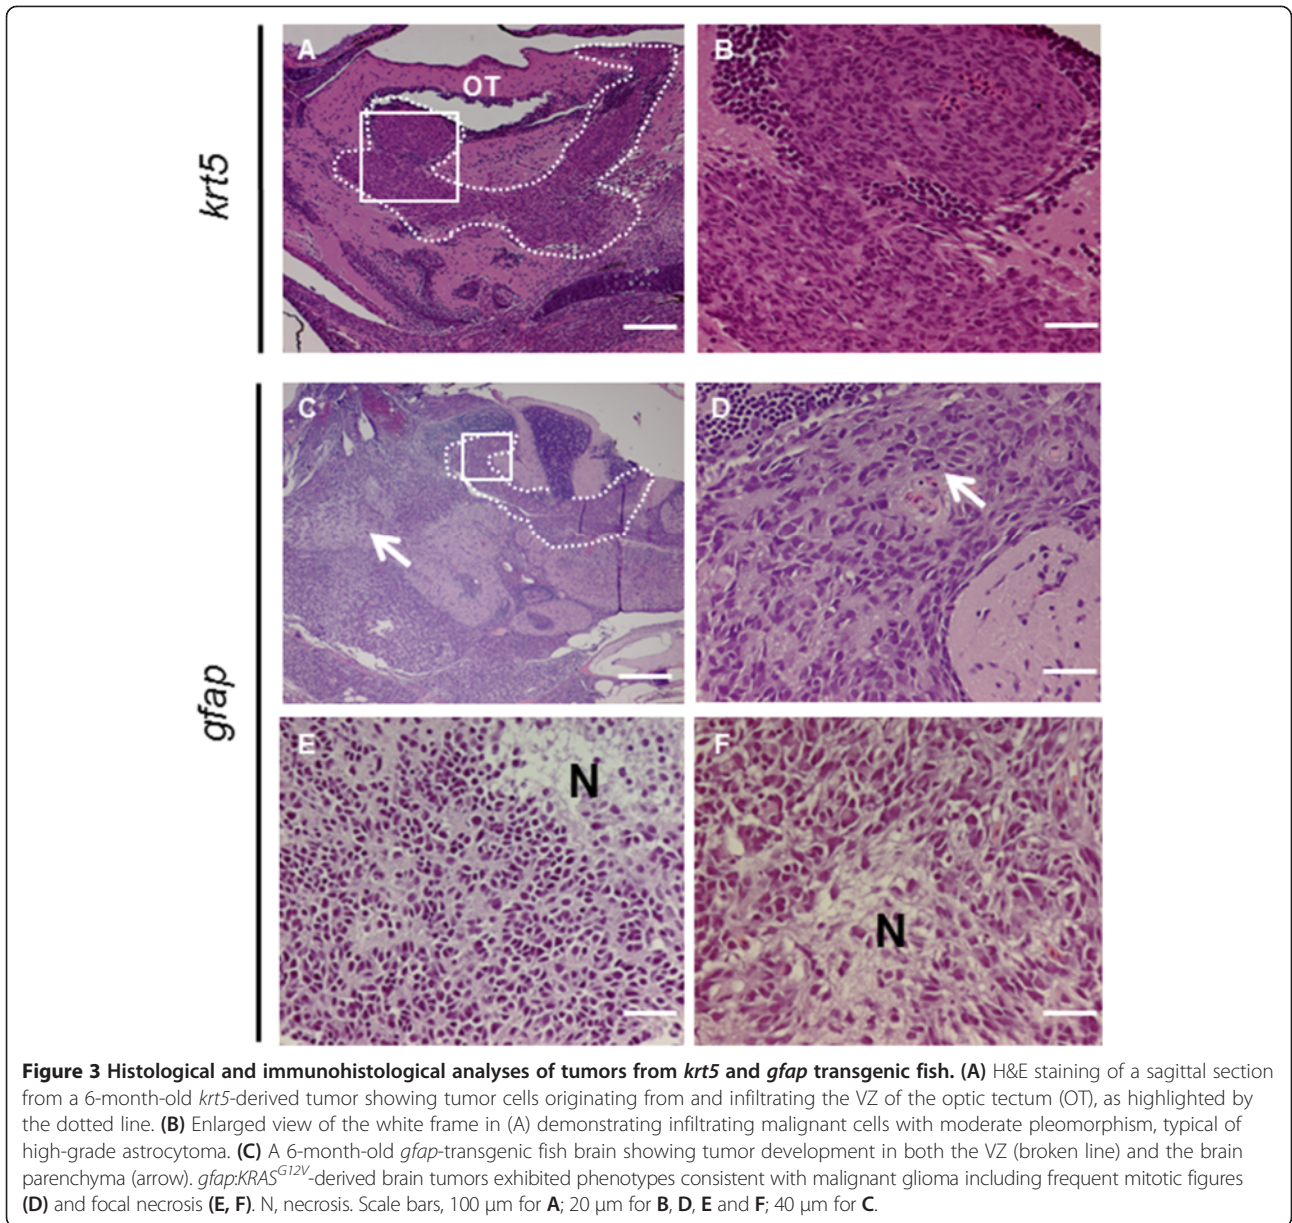 A
OT
B
krt5
C
D
gfap
E
N
F
N
Figure 3 Histological and immunohistological analyses of tumors from krt5 and gfap transgenic fish. (A) H&E staining of a sagittal section
from a 6-month-old krt5-derived tumor showing tumor cells originating from and infiltrating the VZ of the optic tectum (OT), as highlighted by
the dotted line. (B) Enlarged view of the white frame in (A) demonstrating infiltrating malignant cells with moderate pleomorphism, typical of
high-grade astrocytoma. (C) A 6-month-old gfap-transgenic fish brain showing tumor development in both the VZ (broken line) and the brain
parenchyma (arrow). gfap:KRAS^G12V-derived brain tumors exhibited phenotypes consistent with malignant glioma including frequent mitotic figures
(D) and focal necrosis (E, F). N, necrosis. Scale bars, 100 μm for A; 20 μm for B, D, E and F; 40 μm for C.